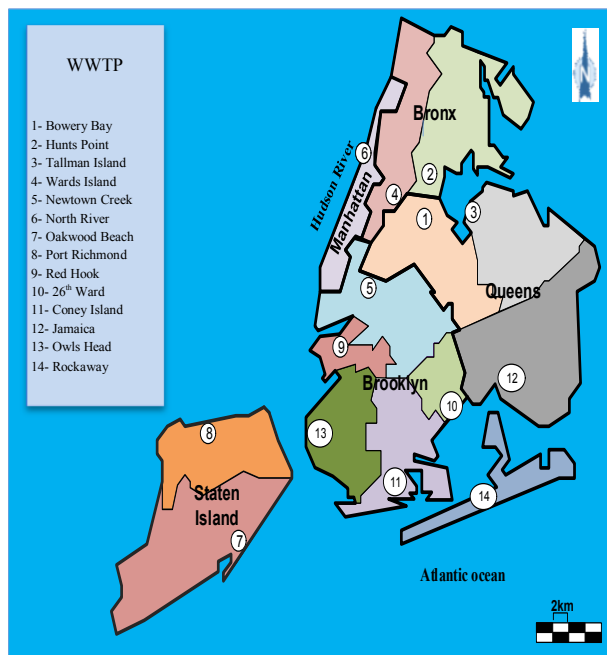 WWTP
1- Bowery Bay
2- Hunts Point
3- Tallman Island
4- Wards Island
5- Newtown Creek
6- North River
7- Oakwood Beach
8- Port Richmond
9- Red Hook
10- 26th Ward
11- Coney Island
12- Jamaica
13- Owls Head
14- Rockaway
N
Bronx
6
Hudson River
Manhattan
2
4
1
3
5
Queens
9
Brooklyn
12
10
13
8
11
14
Staten
Island
7
Atlantic ocean
2km